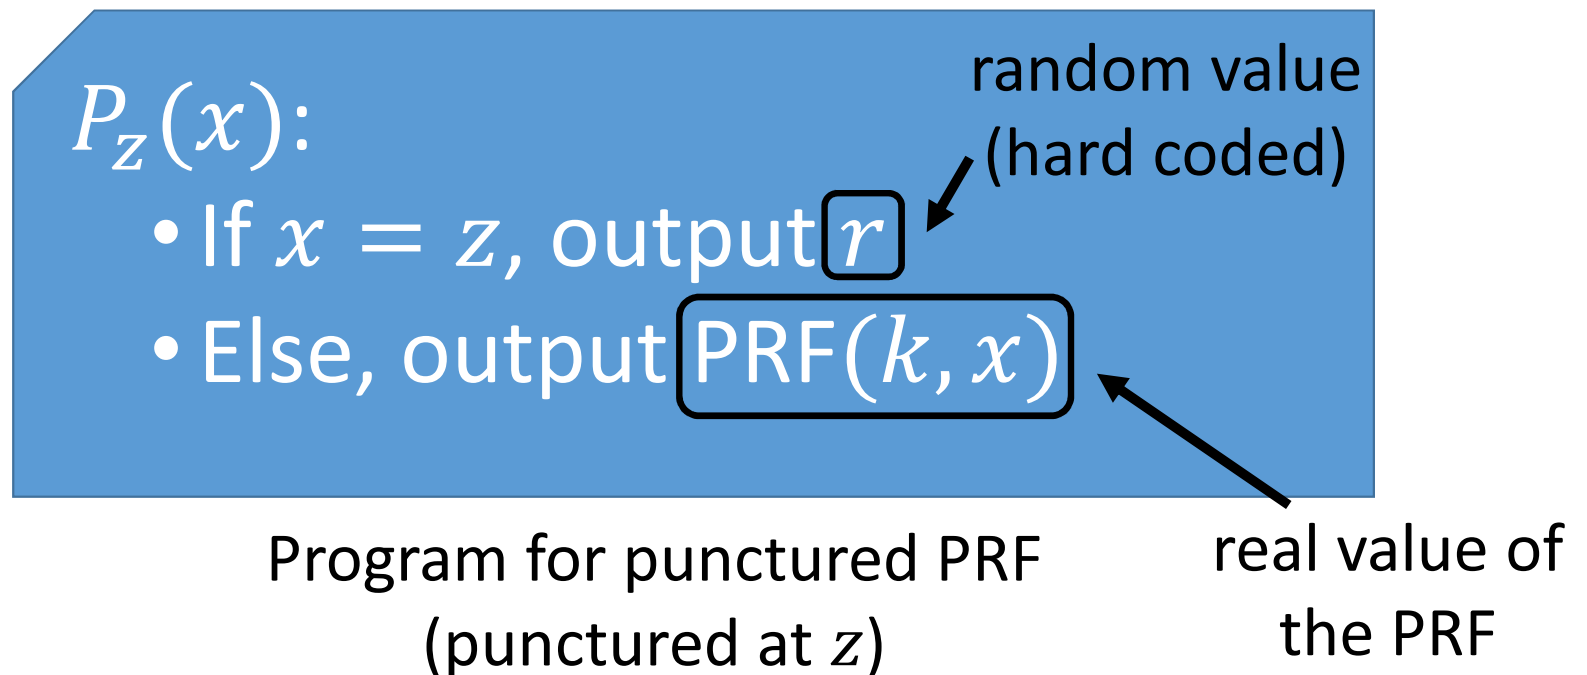 random value
(hard coded)
P_z(x):
• If x = z, output r
• Else, output PRF(k, x)
Program for punctured PRF
(punctured at z)
real value of
the PRF